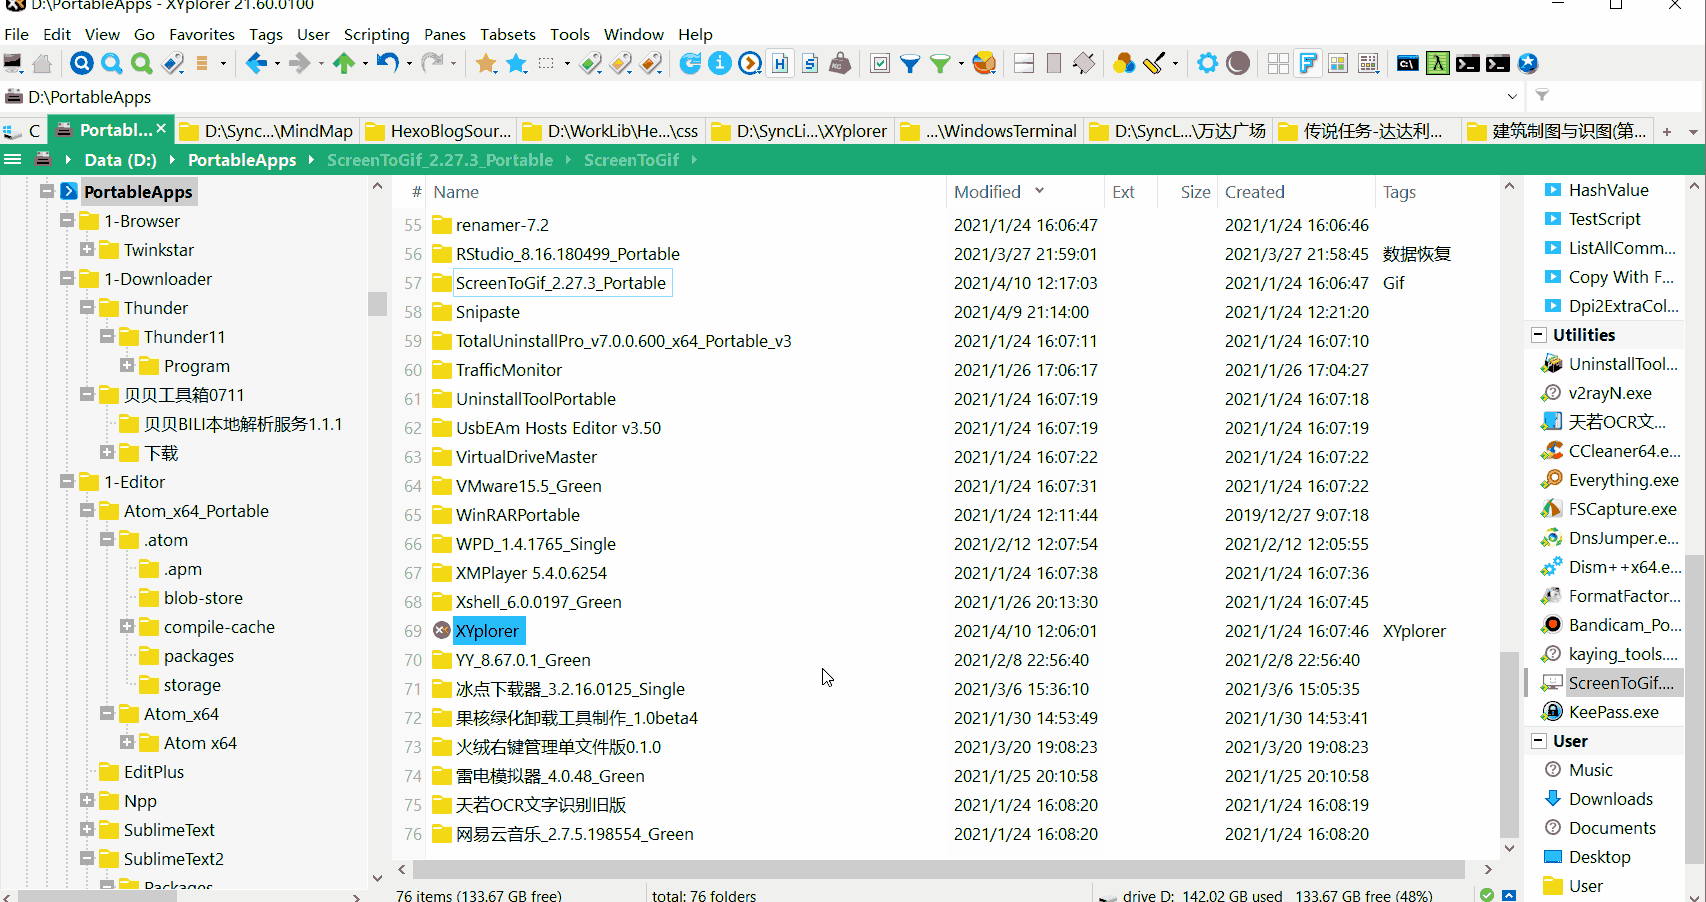 D:\PortableApps - XYplorer 21.60.0100
File Edit View Go Favorites Tags User Scripting Panes Tabsets Tools Window Help
D:\PortableApps
C Portabl... D:\Sync...\MindMap HexoBlogSour... D:\WorkLib\He...\css D:\SyncLi...\XYplorer ...\WindowsTerminal D:\SyncL...\万达广场 传说任务-达达利... 建筑制图与识图(第...
Data (D:) PortableApps ScreenToGif_2.27.3_Portable ScreenToGif
PortableApps
1-Browser
Twinkstar
1-Downloader
Thunder
Thunder11
Program
贝贝工具箱0711
贝贝BILI本地解析服务1.1.1
下载
1-Editor
Atom_x64_Portable
.atom
.apm
blob-store
compile-cache
packages
storage
Atom_x64
Atom x64
EditPlus
Npp
SublimeText
SublimeText2
Packages
# Name Modified Ext Size Created Tags
55 renamer-7.2 2021/1/24 16:06:47 2021/1/24 16:06:46
56 RStudio_8.16.180499_Portable 2021/3/27 21:59:01 2021/3/27 21:58:45 数据恢复
57 ScreenToGif_2.27.3_Portable 2021/4/10 12:17:03 2021/1/24 16:06:47 Gif
58 Snipaste 2021/4/9 21:14:00 2021/1/24 12:21:20
59 TotalUninstallPro_v7.0.0.600_x64_Portable_v3 2021/1/24 16:07:11 2021/1/24 16:07:10
60 TrafficMonitor 2021/1/26 17:06:17 2021/1/26 17:04:27
61 UninstallToolPortable 2021/1/24 16:07:19 2021/1/24 16:07:18
62 UsbEAm Hosts Editor v3.50 2021/1/24 16:07:19 2021/1/24 16:07:19
63 VirtualDriveMaster 2021/1/24 16:07:22 2021/1/24 16:07:22
64 VMware15.5_Green 2021/1/24 16:07:31 2021/1/24 16:07:22
65 WinRARPortable 2021/1/24 12:11:44 2019/12/27 9:07:18
66 WPD_1.4.1765_Single 2021/2/12 12:07:54 2021/2/12 12:05:55
67 XMPlayer 5.4.0.6254 2021/1/24 16:07:38 2021/1/24 16:07:36
68 Xshell_6.0.0197_Green 2021/1/26 20:13:30 2021/1/24 16:07:45
69 XYplorer 2021/4/10 12:06:01 2021/1/24 16:07:46 XYplorer
70 YY_8.67.0.1_Green 2021/2/8 22:56:40 2021/2/8 22:56:40
71 冰点下载器_3.2.16.0125_Single 2021/3/6 15:36:10 2021/3/6 15:05:35
72 果核绿化卸载工具制作_1.0beta4 2021/1/30 14:53:49 2021/1/30 14:53:41
73 火绒右键管理单文件版0.1.0 2021/3/20 19:08:23 2021/3/20 19:08:23
74 雷电模拟器_4.0.48_Green 2021/1/25 20:10:58 2021/1/25 20:10:58
75 天若OCR文字识别旧版 2021/1/24 16:08:20 2021/1/24 16:08:19
76 网易云音乐_2.7.5.198554_Green 2021/1/24 16:08:20 2021/1/24 16:08:20
HashValue
TestScript
ListAllComm...
Copy With F...
Dpi2ExtraCol...
Utilities
UninstallTool...
v2rayN.exe
天若OCR文...
CCleaner64.e...
Everything.exe
FSCapture.exe
DnsJumper.e...
Dism++x64.e...
FormatFactor...
Bandicam_Po...
kaying_tools....
ScreenToGif....
KeePass.exe
User
Music
Downloads
Documents
Desktop
User
76 items (133.67 GB free) total: 76 folders drive D: 142.02 GB used 133.67 GB free (48%)